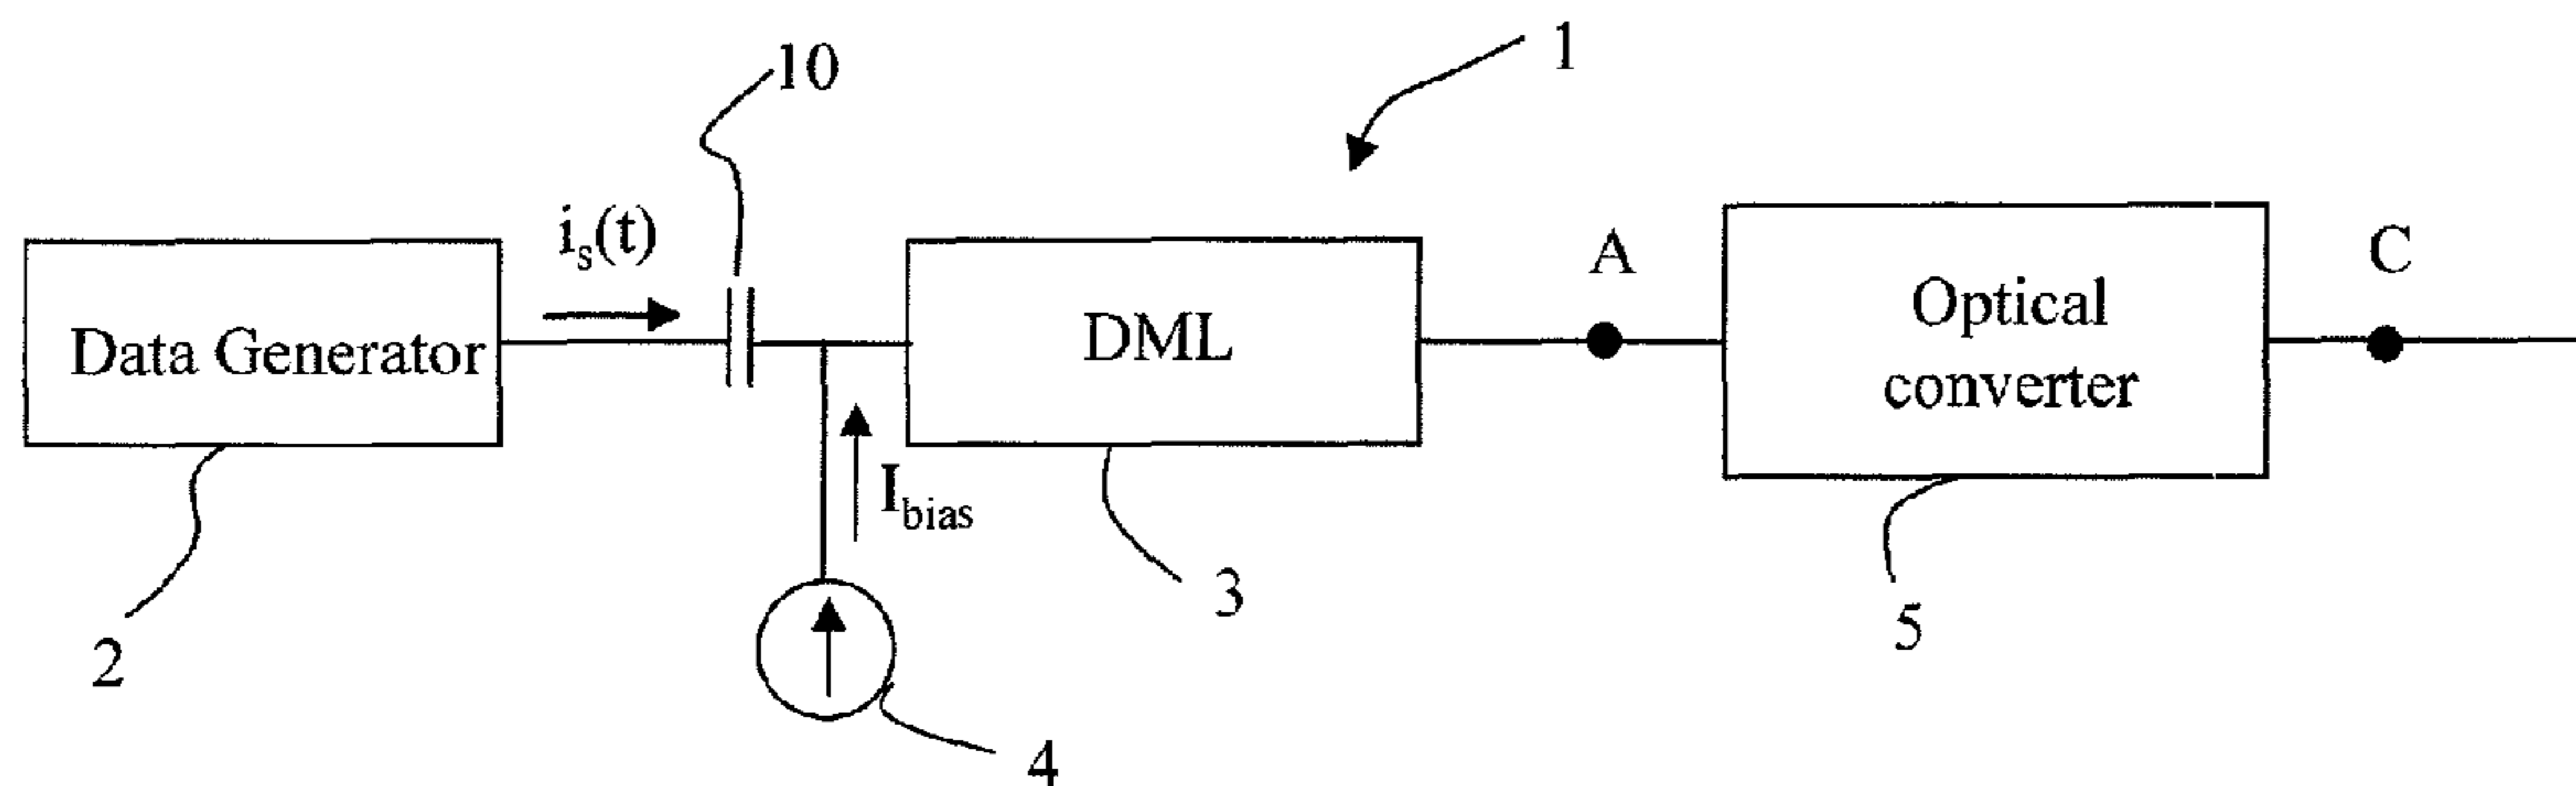 10
1
i_s(t)
A
C
Data Generator
DML
Optical
converter
I_bias
2
3
5
4